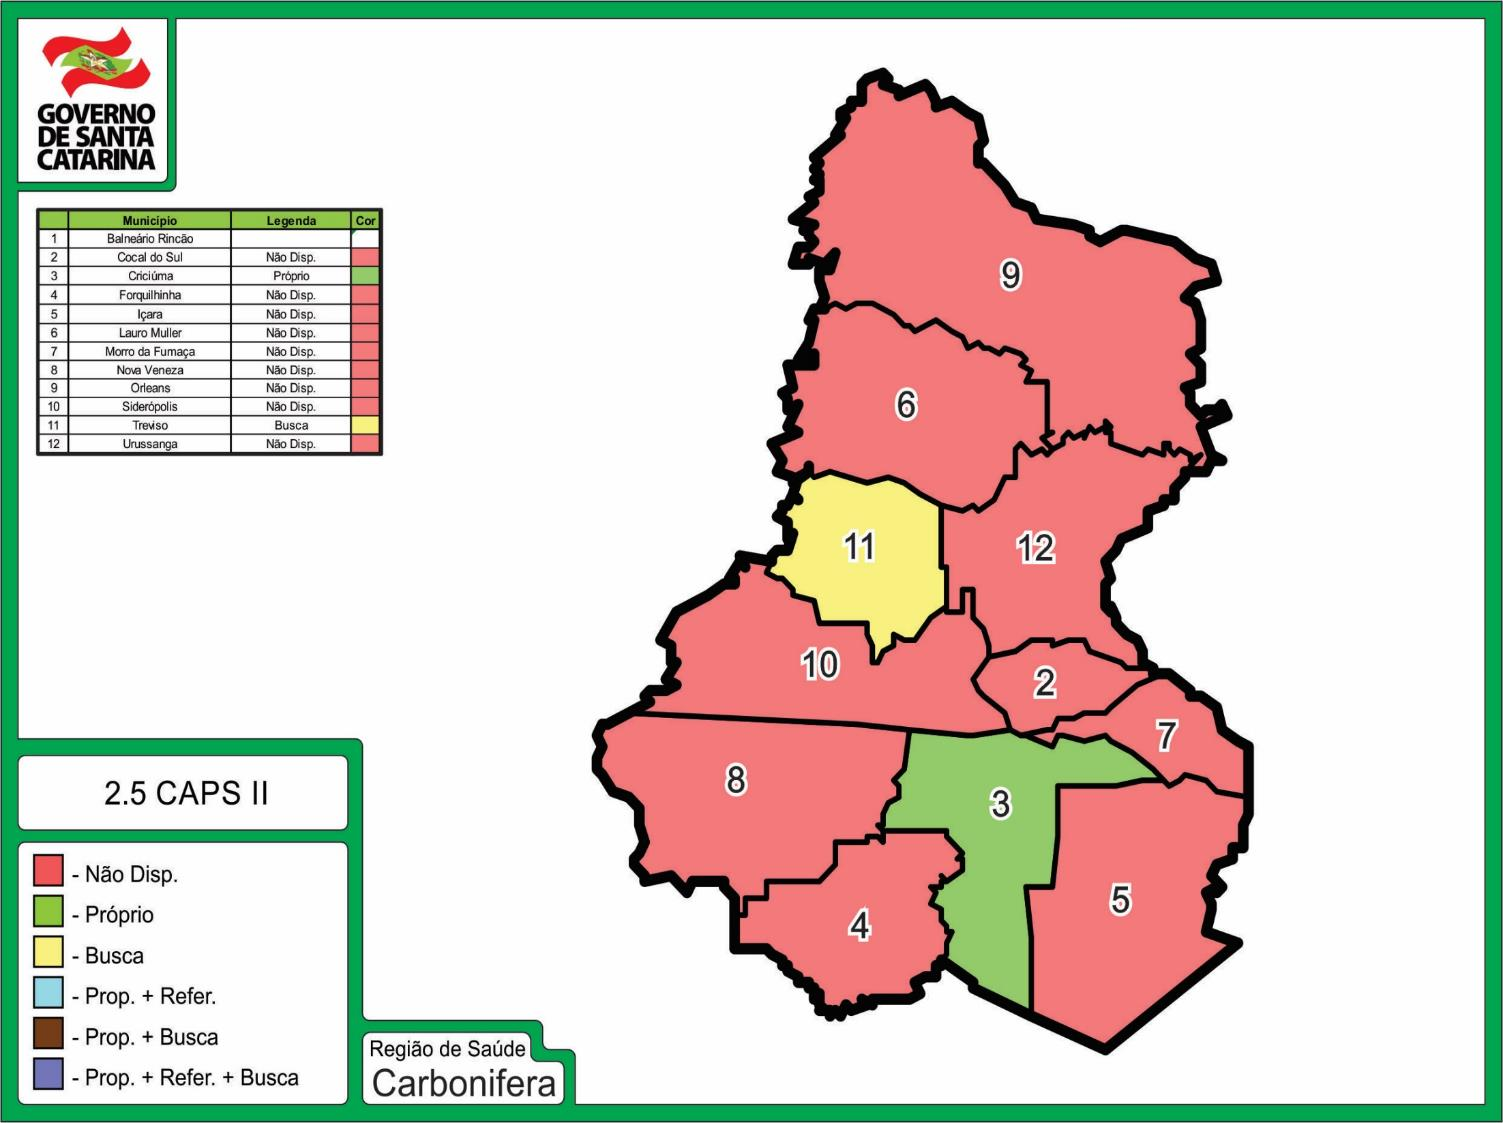 GOVERNO
DE SANTA
CATARINA
Município Legenda Cor
1 Balneário Rincão
2 Cocal do Sul Não Disp.
3 Criciúma Próprio
4 Forquilhinha Não Disp.
5 Içara Não Disp.
6 Lauro Muller Não Disp.
7 Morro da Fumaça Não Disp.
8 Nova Veneza Não Disp.
9 Orleans Não Disp.
10 Siderópolis Não Disp.
11 Treviso Busca
12 Urussanga Não Disp.
9
6
11
12
10
2
7
8
3
5
4
2.5 CAPS II
- Não Disp.
- Próprio
- Busca
- Prop. + Refer.
- Prop. + Busca
- Prop. + Refer. + Busca
Região de Saúde
Carbonifera